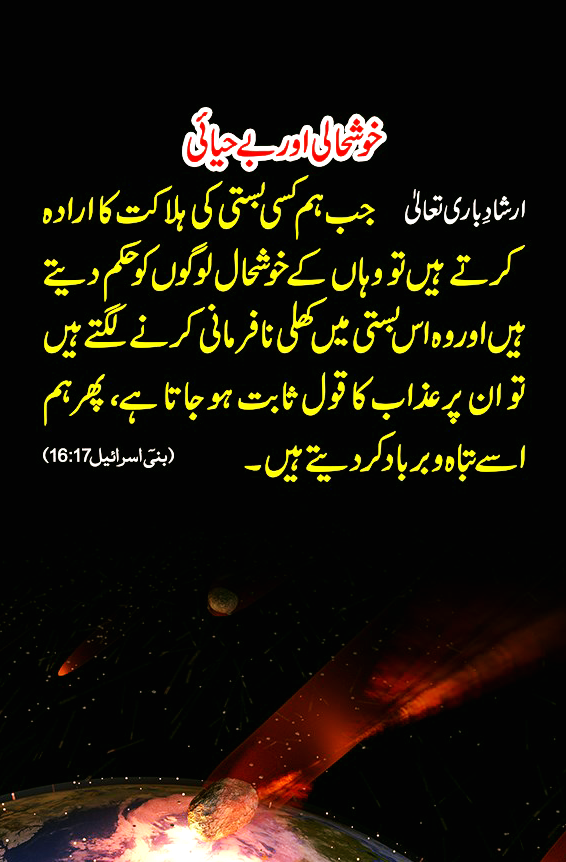 خوشحالی اور بے حیائی
ارشادِ باری تعالیٰ جب ہم کسی بستی کی ہلاکت کا ارادہ
کرتے ہیں تو وہاں کے خوشحال لوگوں کو حکم دیتے
ہیں اور وہ اس بستی میں کھلی نافرمانی کرنے لگتے ہیں
تو ان پر عذاب کا قول ثابت ہو جاتا ہے، پھر ہم
اسے تباہ و برباد کر دیتے ہیں۔ (بنیٓ اسرائیل 16:17)